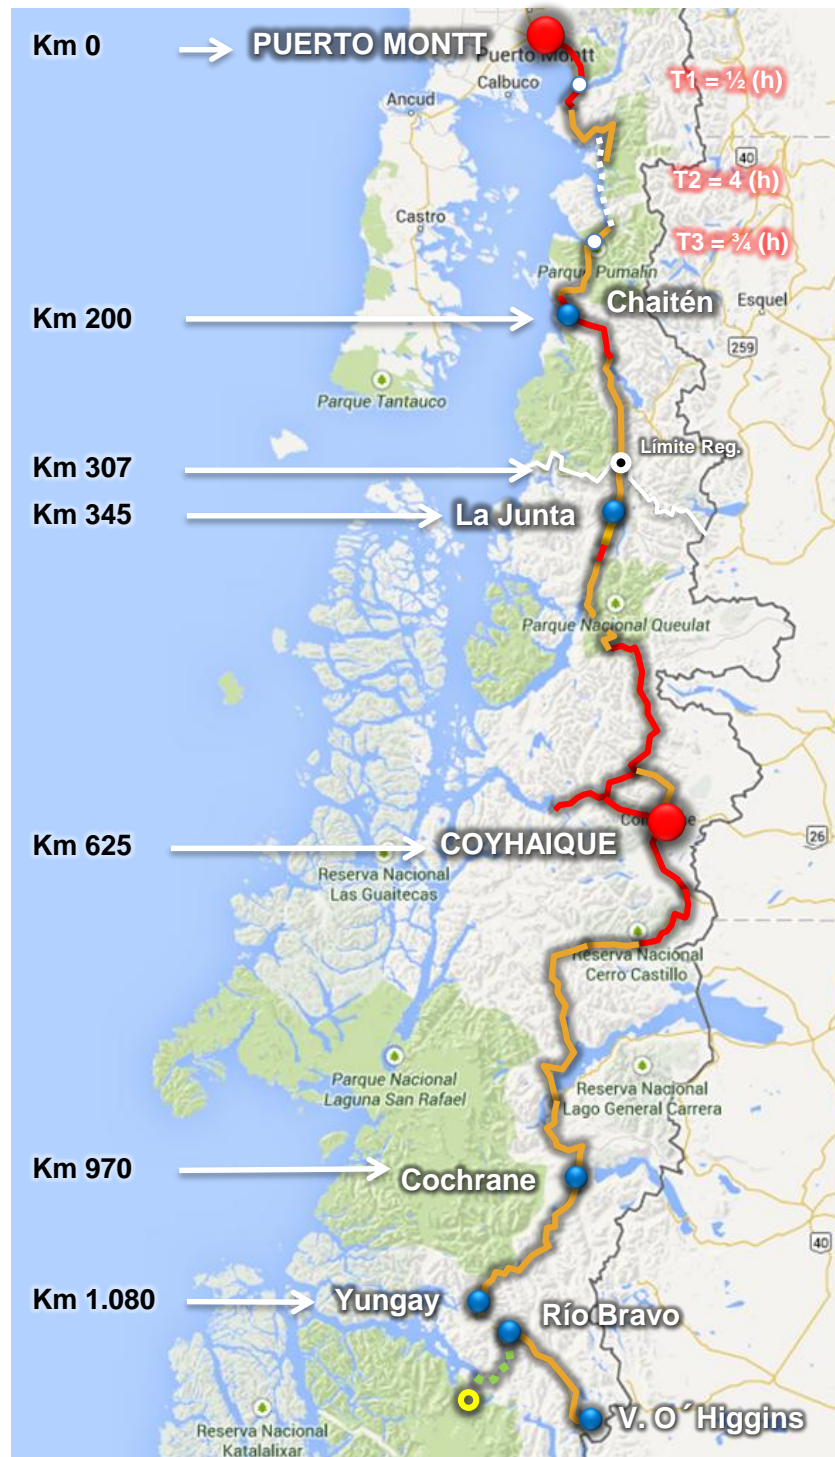 Km 0
PUERTO MONTT
Puerto Montt
Calbuco
T1 = ½ (h)
Ancud
40
T2 = 4 (h)
Castro
T3 = ¾ (h)
Parque Pumalín
Chaitén
Esquel
Km 200
259
Parque Tantauco
Límite Reg.
Km 307
Km 345
La Junta
Parque Nacional Queulat
Km 625
COYHAIQUE
26
Reserva Nacional
Las Guaitecas
Reserva Nacional
Cerro Castillo
Parque Nacional
Laguna San Rafael
Reserva Nacional
Lago General Carrera
Km 970
Cochrane
40
Km 1.080
Yungay
Río Bravo
V. O´Higgins
Reserva Nacional
Katalalixar